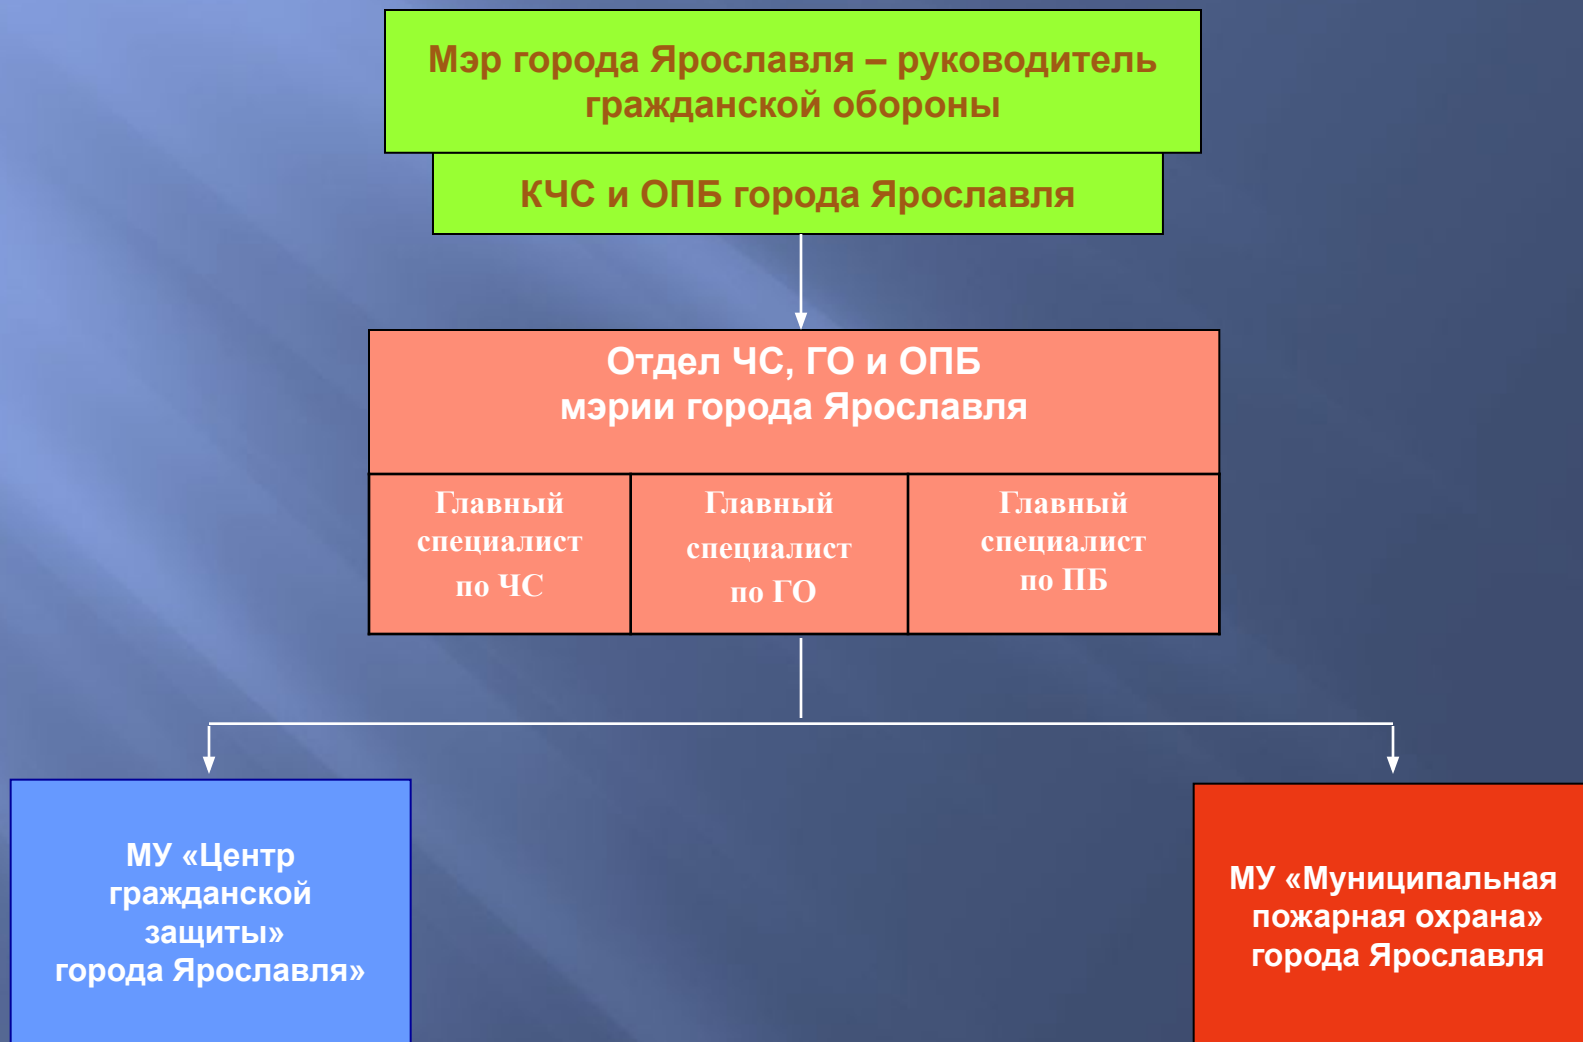 Мэр города Ярославля – руководитель
гражданской обороны
КЧС и ОПБ города Ярославля
Отдел ЧС, ГО и ОПБ
мэрии города Ярославля
Главный
специалист
по ЧС
Главный
специалист
по ГО
Главный
специалист
по ПБ
МУ «Центр
гражданской
защиты»
города Ярославля»
МУ «Муниципальная
пожарная охрана»
города Ярославля